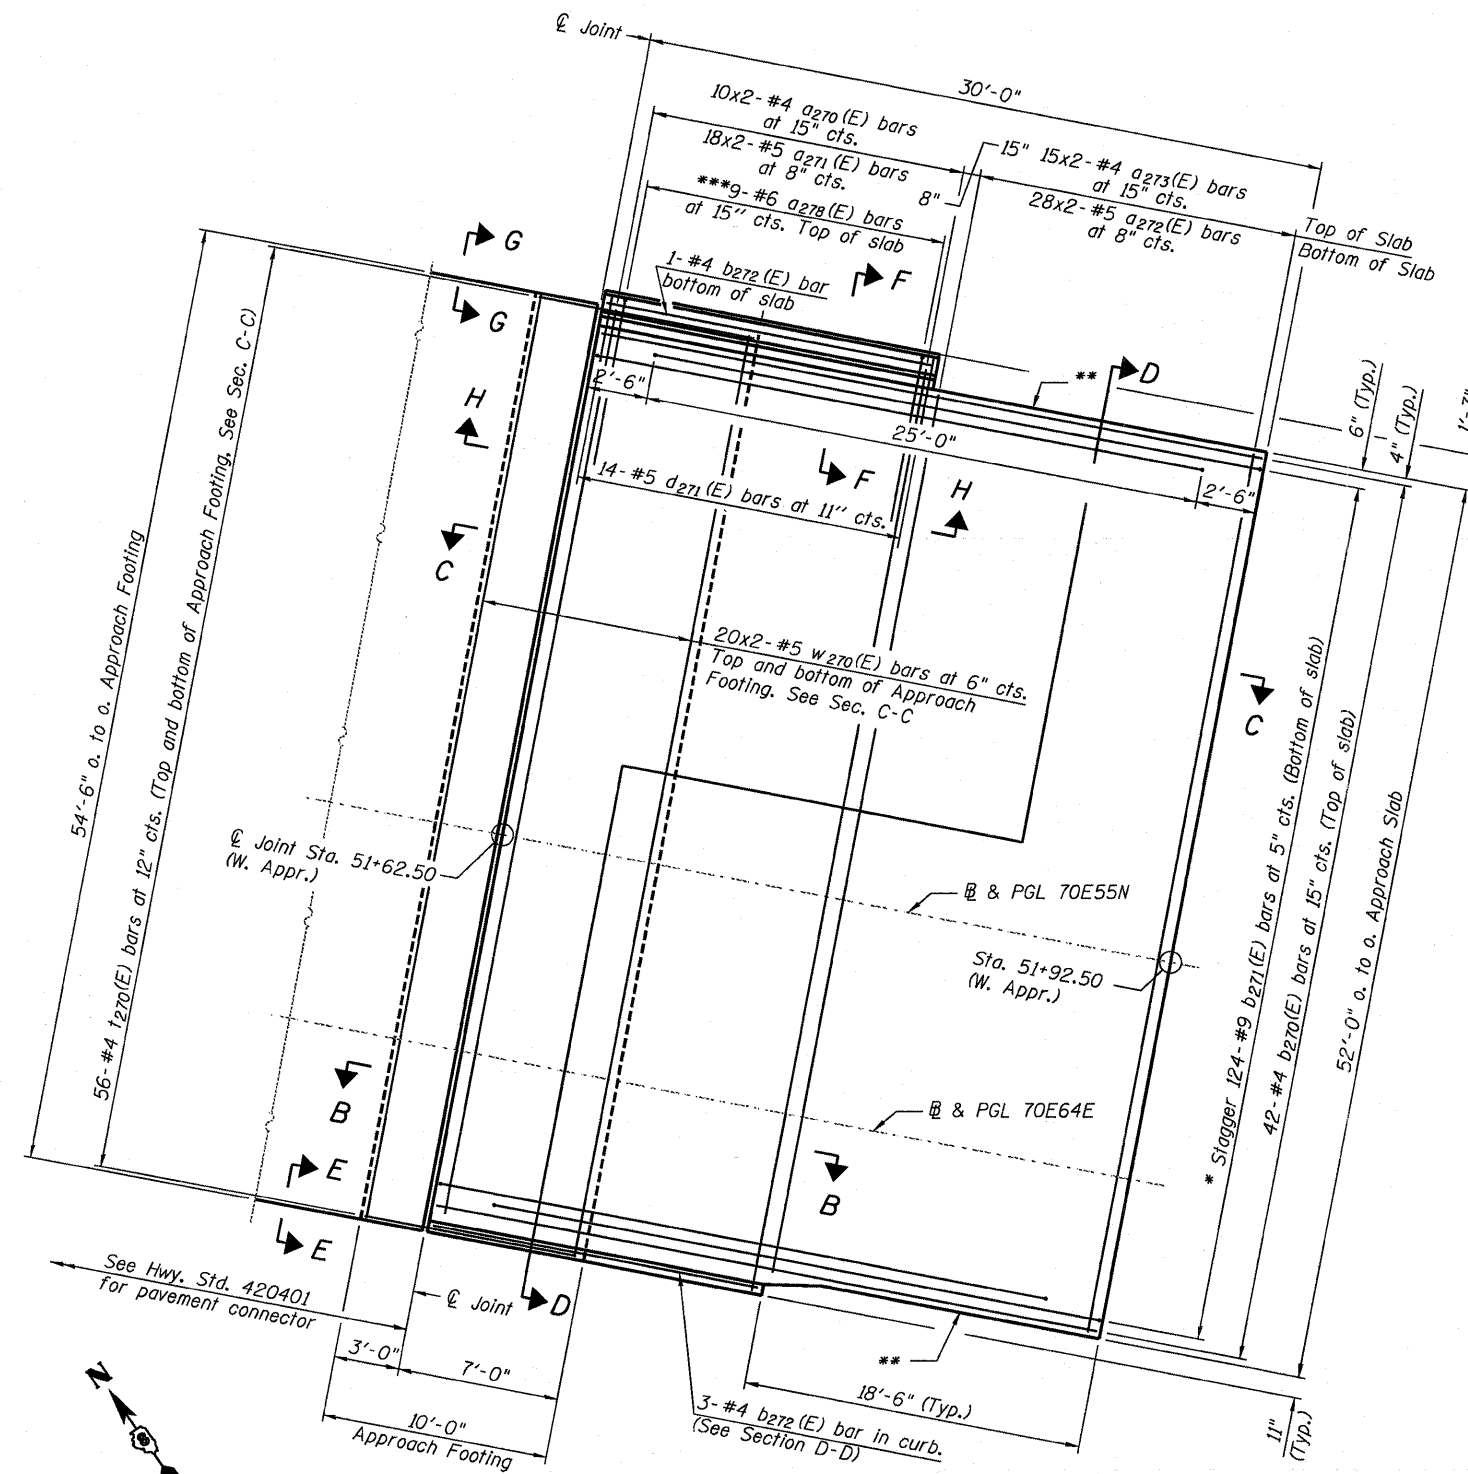 ℄ Joint
30'-0"
10x2-#4 a270(E) bars
at 15" cts.
18x2-#5 a271(E) bars
at 8" cts.
***9-#6 a278(E) bars
at 15" cts. Top of slab
8"
15"
15x2-#4 a273(E) bars
at 15" cts.
28x2-#5 a272(E) bars
at 8" cts.
Top of Slab
Bottom of Slab
1-#4 b272(E) bar
bottom of slab
G
G
F
F
**
D
6" (Typ.)
4" (Typ.)
2'-6"
25'-0"
2'-6"
H
H
14-#5 d271(E) bars at 11" cts.
C
C
54'-6" o. to o. Approach Footing
56-#4 t270(E) bars at 12" cts. (Top and bottom of Approach Footing. See Sec. C-C)
20x2-#5 w270(E) bars at 6" cts.
Top and bottom of Approach
Footing. See Sec. C-C
* Stagger 124-#9 b271(E) bars at 5" cts. (Bottom of slab)
42-#4 b270(E) bars at 15" cts. (Top of slab)
52'-0" o. to o. Approach Slab
℄ Joint Sta. 51+62.50
(W. Appr.)
B̲L & PGL 70E55N
Sta. 51+92.50
(W. Appr.)
B
B
B̲L & PGL 70E64E
E
E
See Hwy. Std. 420401
for pavement connector
℄ Joint
D
3'-0"
7'-0"
10'-0"
Approach Footing
**
18'-6" (Typ.)
3-#4 b272(E) bar in curb.
(See Section D-D)
11"
(Typ.)
N